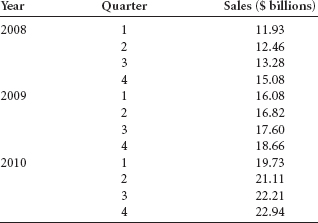 Year Quarter Sales ($ billions)
2008 1 11.93
2 12.46
3 13.28
4 15.08
2009 1 16.08
2 16.82
3 17.60
4 18.66
2010 1 19.73
2 21.11
3 22.21
4 22.94